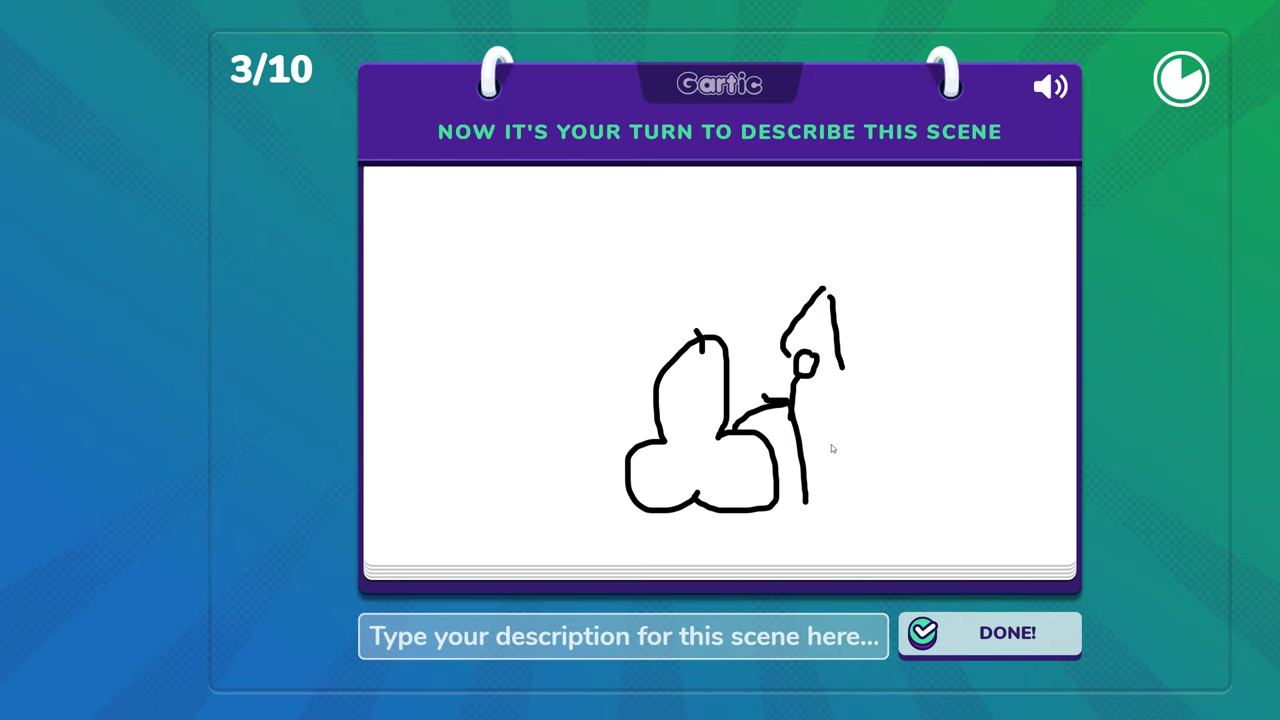 3/10
Gartic
NOW IT'S YOUR TURN TO DESCRIBE THIS SCENE
Type your description for this scene here...
DONE!